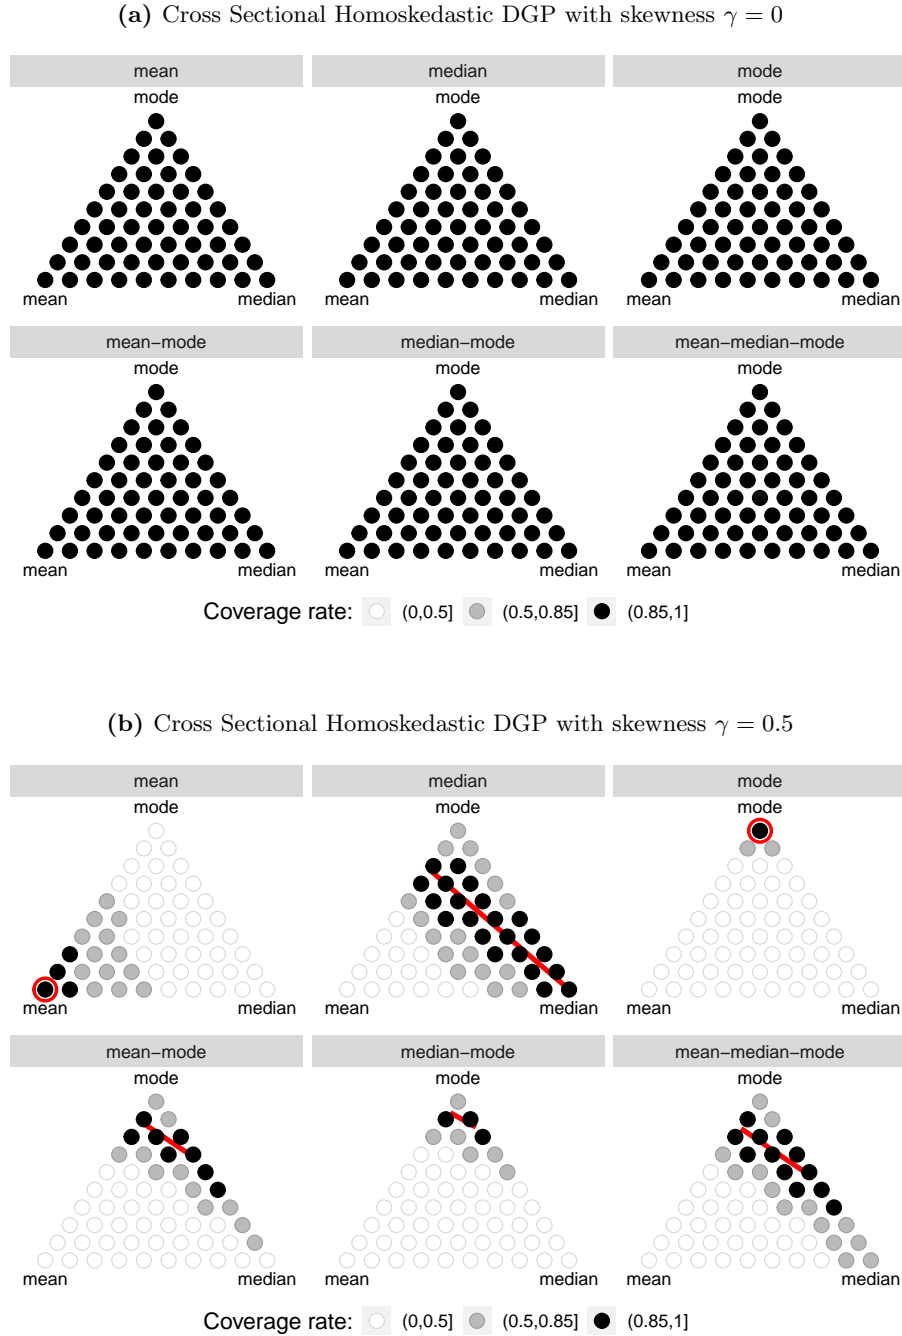 (a) Cross Sectional Homoskedastic DGP with skewness γ = 0
mean median mode
mode mode mode
mean median mean median mean median
mean−mode median−mode mean−median−mode
mode mode mode
mean median mean median mean median
Coverage rate: (0,0.5] (0.5,0.85] (0.85,1]
(b) Cross Sectional Homoskedastic DGP with skewness γ = 0.5
mean median mode
mode mode mode
mean median mean median mean median
mean−mode median−mode mean−median−mode
mode mode mode
mean median mean median mean median
Coverage rate: (0,0.5] (0.5,0.85] (0.85,1]